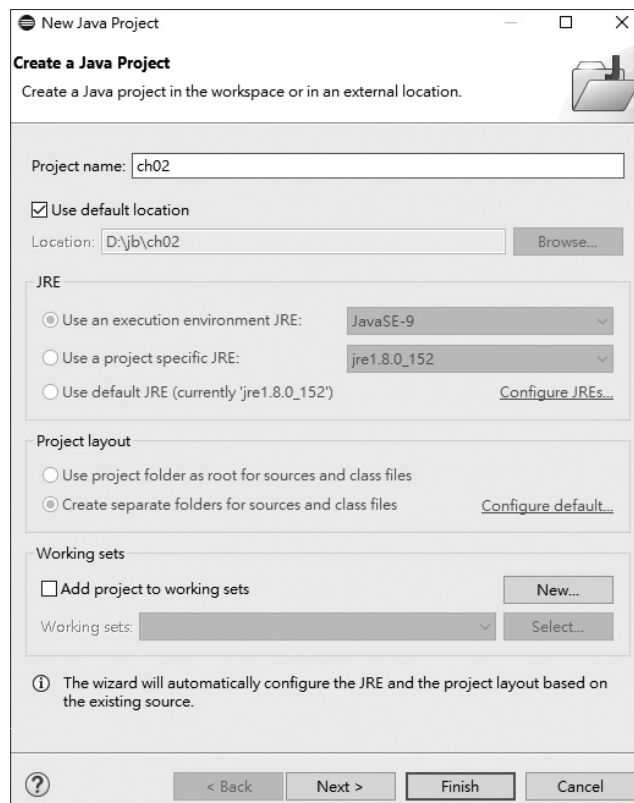 New Java Project
Create a Java Project
Create a Java project in the workspace or in an external location.
Project name: ch02
Use default location
Location: D:\jb\ch02 Browse...
JRE
Use an execution environment JRE: JavaSE-9
Use a project specific JRE: jre1.8.0_152
Use default JRE (currently 'jre1.8.0_152') Configure JREs...
Project layout
Use project folder as root for sources and class files
Create separate folders for sources and class files Configure default...
Working sets
Add project to working sets New...
Working sets: Select...
The wizard will automatically configure the JRE and the project layout based on
the existing source.
? < Back Next > Finish Cancel